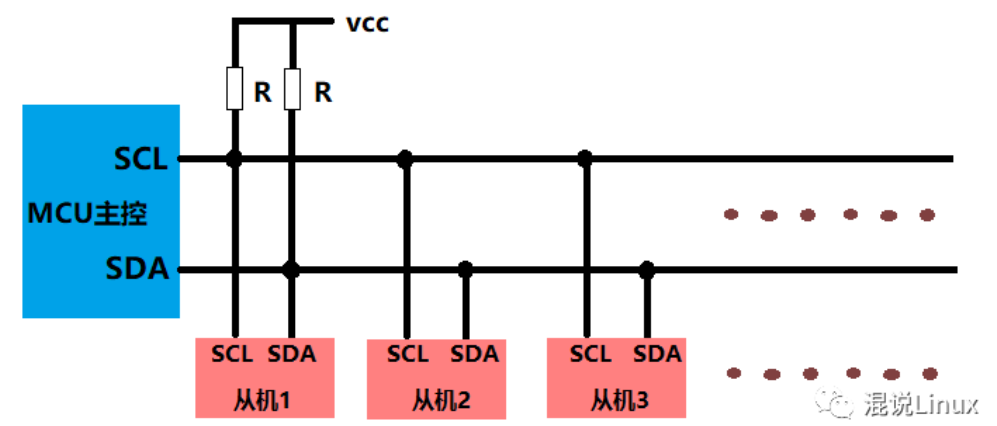 vcc
R R
SCL
MCU主控
SDA
SCL SDA SCL SDA SCL SDA
从机1 从机2 从机3
混说Linux